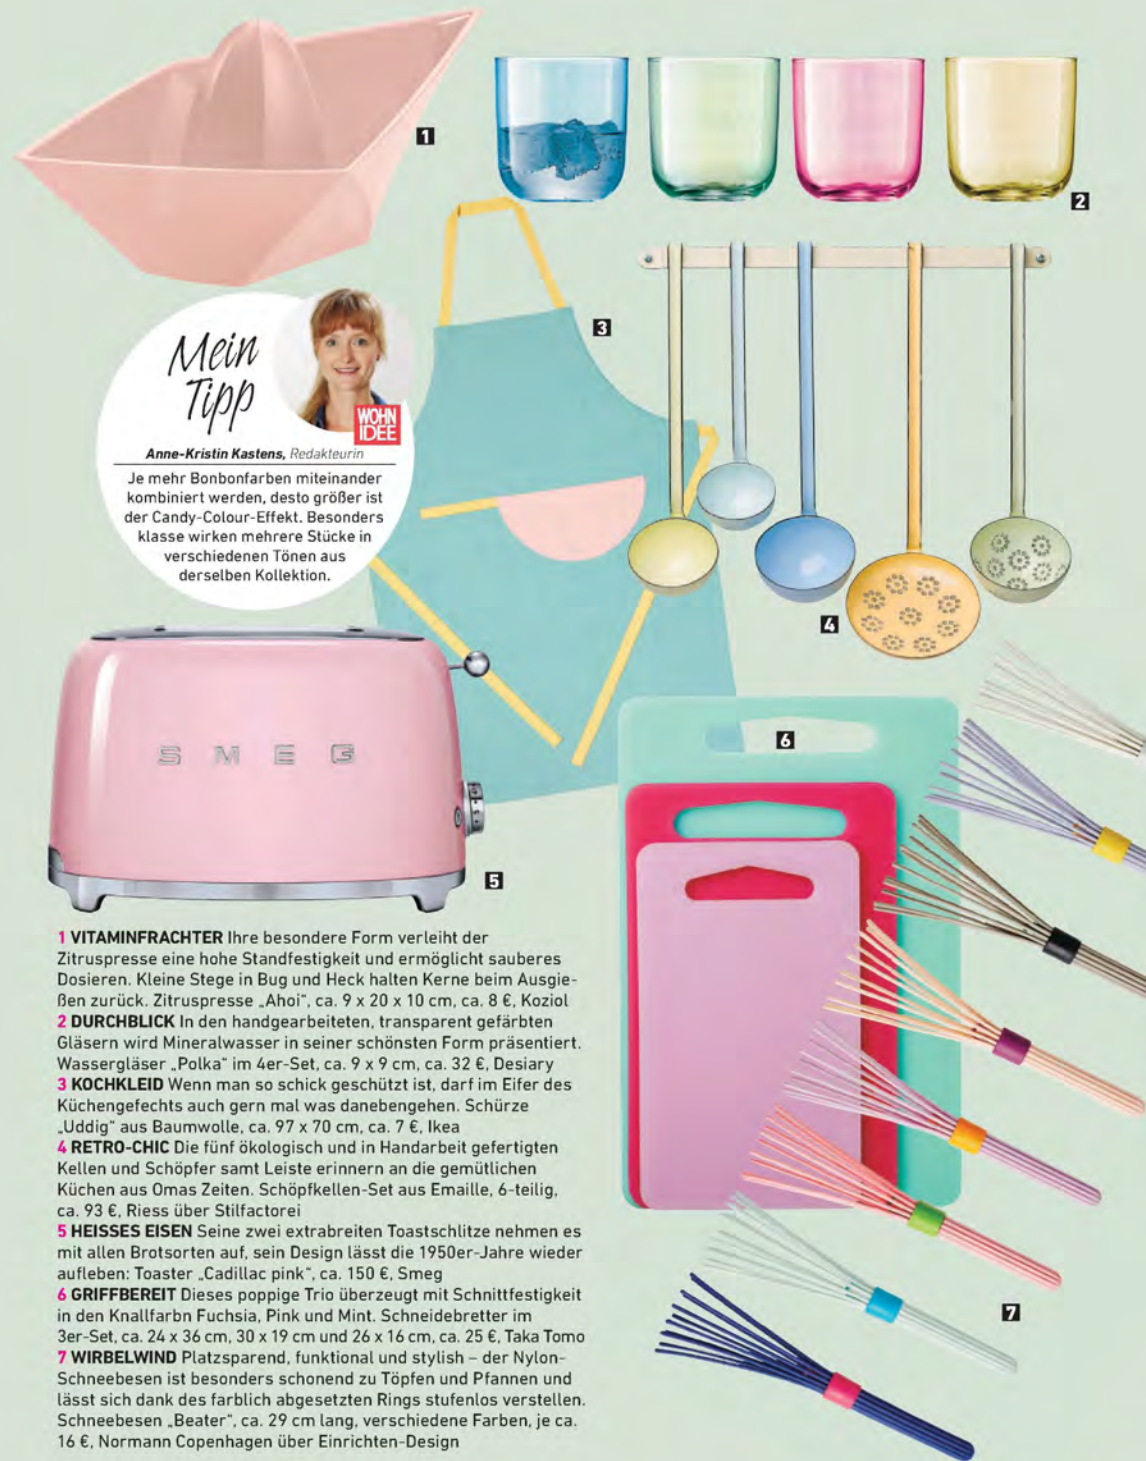 1
2
3
Mein
Tipp
WOHN
IDEE
Anne-Kristin Kastens, Redakteurin
Je mehr Bonbonfarben miteinander
kombiniert werden, desto größer ist
der Candy-Colour-Effekt. Besonders
klasse wirken mehrere Stücke in
verschiedenen Tönen aus
derselben Kollektion.
4
SMEG
6
5
1 VITAMINFRACHTER Ihre besondere Form verleiht der
Zitruspresse eine hohe Standfestigkeit und ermöglicht sauberes
Dosieren. Kleine Stege in Bug und Heck halten Kerne beim Ausgie-
ßen zurück. Zitruspresse „Ahoi“, ca. 9 x 20 x 10 cm, ca. 8 €, Koziol
2 DURCHBLICK In den handgearbeiteten, transparent gefärbten
Gläsern wird Mineralwasser in seiner schönsten Form präsentiert.
Wassergläser „Polka“ im 4er-Set, ca. 9 x 9 cm, ca. 32 €, Desiary
3 KOCHKLEID Wenn man so schick geschützt ist, darf im Eifer des
Küchengefechts auch gern mal was danebengehen. Schürze
„Uddig“ aus Baumwolle, ca. 97 x 70 cm, ca. 7 €, Ikea
4 RETRO-CHIC Die fünf ökologisch und in Handarbeit gefertigten
Kellen und Schöpfer samt Leiste erinnern an die gemütlichen
Küchen aus Omas Zeiten. Schöpfkellen-Set aus Emaille, 6-teilig,
ca. 93 €, Riess über Stilfactorei
5 HEISSES EISEN Seine zwei extrabreiten Toastschlitze nehmen es
mit allen Brotsorten auf, sein Design lässt die 1950er-Jahre wieder
aufleben: Toaster „Cadillac pink“, ca. 150 €, Smeg
6 GRIFFBEREIT Dieses poppige Trio überzeugt mit Schnittfestigkeit
in den Knallfarbn Fuchsia, Pink und Mint. Schneidebretter im
3er-Set, ca. 24 x 36 cm, 30 x 19 cm und 26 x 16 cm, ca. 25 €, Taka Tomo
7 WIRBELWIND Platzsparend, funktional und stylish – der Nylon-
Schneebesen ist besonders schonend zu Töpfen und Pfannen und
lässt sich dank des farblich abgesetzten Rings stufenlos verstellen.
Schneebesen „Beater“, ca. 29 cm lang, verschiedene Farben, je ca.
16 €, Normann Copenhagen über Einrichten-Design
7